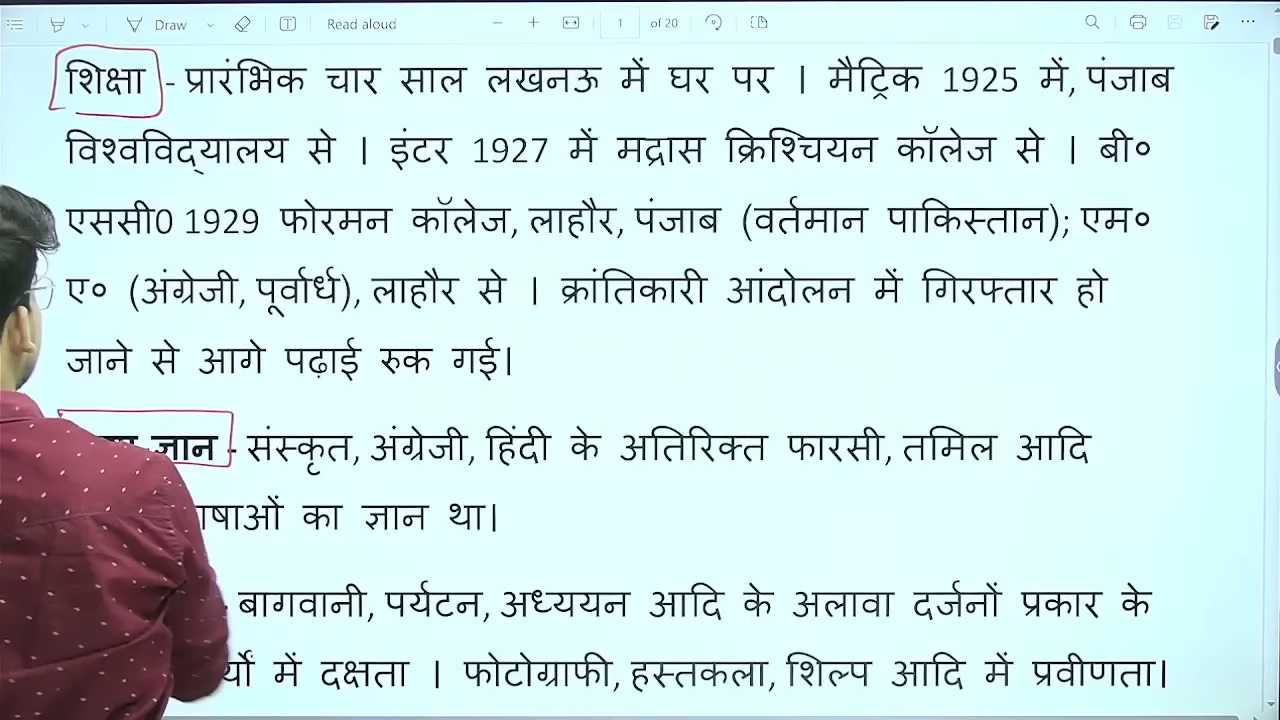 Draw
Read aloud
1 of 20
शिक्षा - प्रारंभिक चार साल लखनऊ में घर पर । मैट्रिक 1925 में, पंजाब
विश्वविद्यालय से । इंटर 1927 में मद्रास क्रिश्चियन कॉलेज से । बी०
एससी0 1929 फोरमन कॉलेज, लाहौर, पंजाब (वर्तमान पाकिस्तान); एम०
ए० (अंग्रेजी, पूर्वार्ध), लाहौर से । क्रांतिकारी आंदोलन में गिरफ्तार हो
जाने से आगे पढ़ाई रुक गई।
ज्ञान - संस्कृत, अंग्रेजी, हिंदी के अतिरिक्त फारसी, तमिल आदि
का ज्ञान था।
- बागवानी, पर्यटन, अध्ययन आदि के अलावा दर्जनों प्रकार के
में दक्षता । फोटोग्राफी, हस्तकला, शिल्प आदि में प्रवीणता।